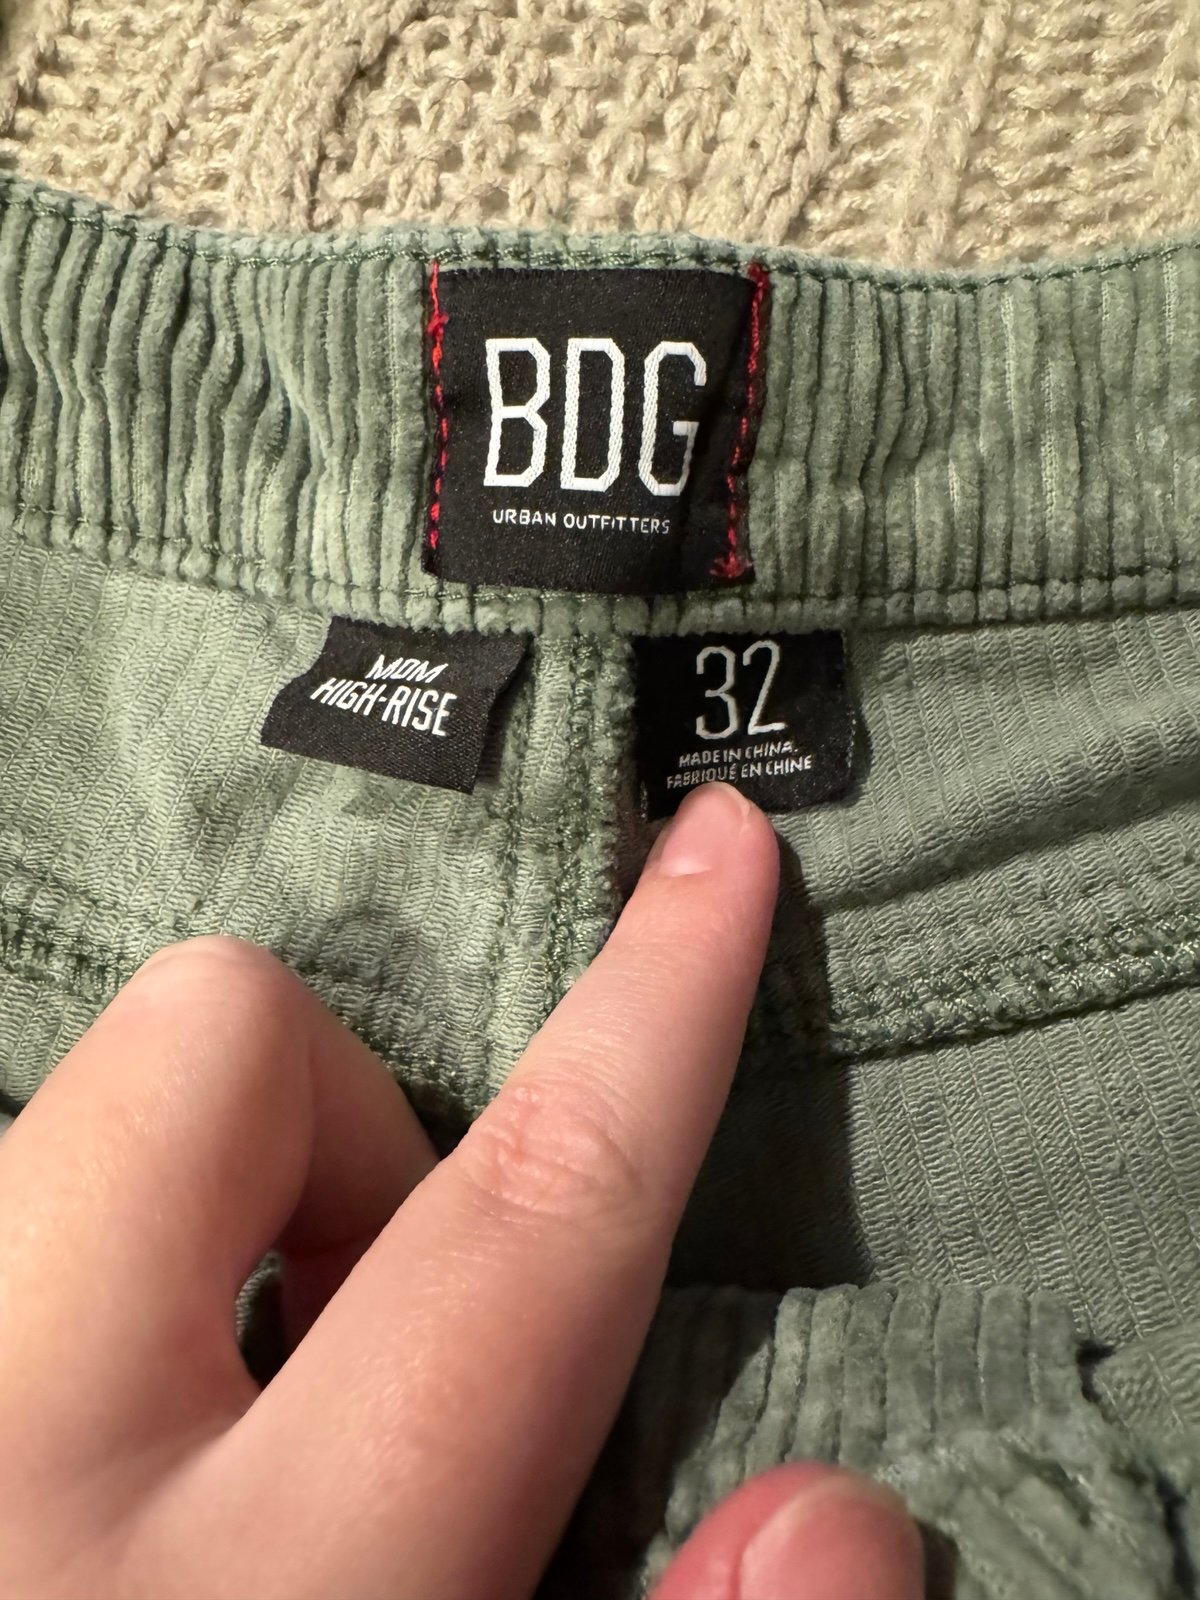 BDG
URBAN OUTFITTERS
MOM
HIGH-RISE
32
MADE IN CHINA.
FABRIQUÉ EN CHINE